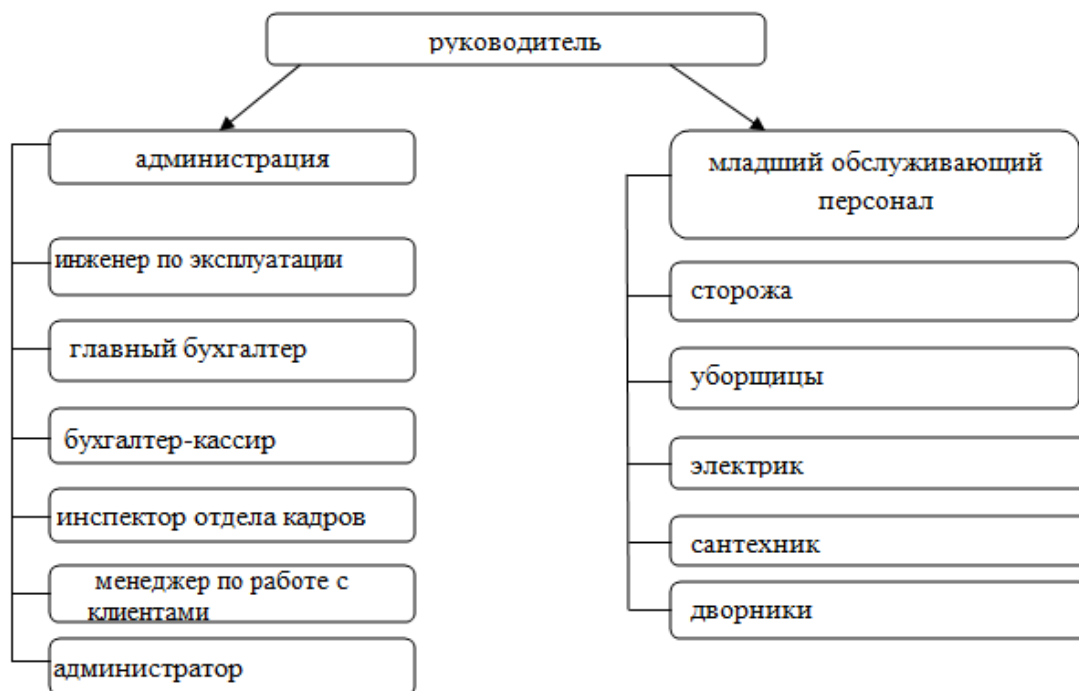 руководитель
администрация
инженер по эксплуатации
главный бухгалтер
бухгалтер-кассир
инспектор отдела кадров
менеджер по работе с
клиентами
администратор
младший обслуживающий
персонал
сторожа
уборщицы
электрик
сантехник
дворники